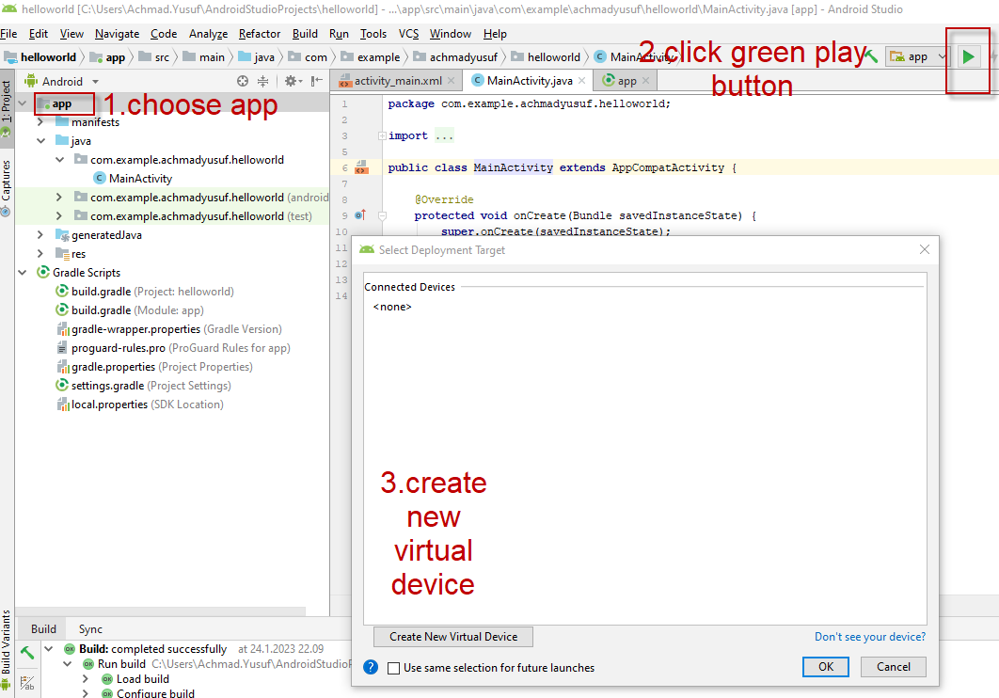 helloworld [C:\Users\Achmad.Yusuf\AndroidStudioProjects\helloworld] - ...\app\src\main\java\com\example\achmadyusuf\helloworld\MainActivity.java [app] - Android Studio
File Edit View Navigate Code Analyze Refactor Build Run Tools VCS Window Help
helloworld app src main java com example achmadyusuf helloworld MainActivity app
2.click green play
button
1: Project
Captures
Build Variants
Android
activity_main.xml MainActivity.java app
app
1.choose app
manifests
java
com.example.achmadyusuf.helloworld
MainActivity
com.example.achmadyusuf.helloworld (android
com.example.achmadyusuf.helloworld (test)
generatedJava
res
Gradle Scripts
build.gradle (Project: helloworld)
build.gradle (Module: app)
gradle-wrapper.properties (Gradle Version)
proguard-rules.pro (ProGuard Rules for app)
gradle.properties (Project Properties)
settings.gradle (Project Settings)
local.properties (SDK Location)
1 package com.example.achmadyusuf.helloworld;
2
3 import ...
5
6 public class MainActivity extends AppCompatActivity {
7
8 @Override
9 protected void onCreate(Bundle savedInstanceState) {
10 super.onCreate(savedInstanceState);
11
12
13
14
Select Deployment Target
Connected Devices
<none>
3.create
new
virtual
device
Create New Virtual Device
Don't see your device?
? Use same selection for future launches
OK Cancel
Build Sync
OK Build: completed successfully at 24.1.2023 22.09
OK Run build C:\Users\Achmad.Yusuf\AndroidStudioP
OK Load build
OK Configure build